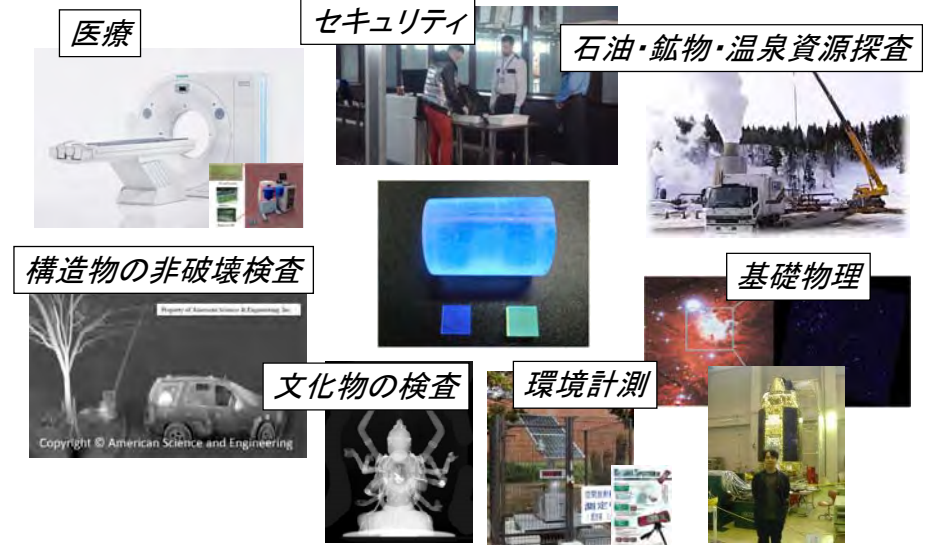 医療
セキュリティ
石油・鉱物・温泉資源探査
構造物の非破壊検査
Property of American Science & Engineering, Inc.
Copyright © American Science and Engineering
基礎物理
文化物の検査
環境計測